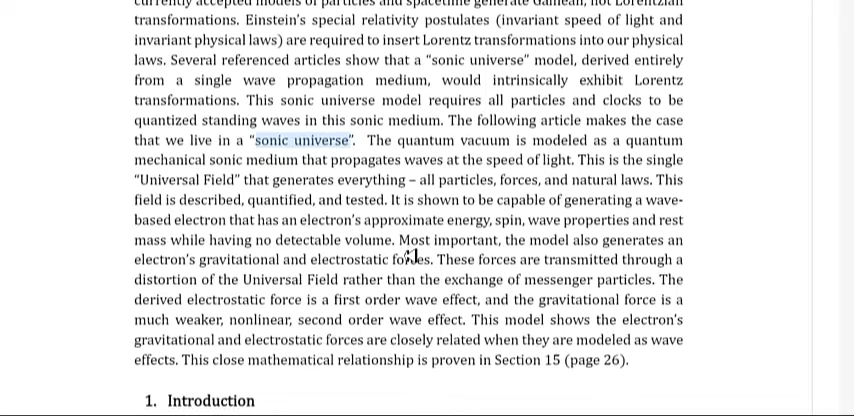 currently accepted models of particles and spacetime generate Galilean, not Lorentzian
transformations. Einstein's special relativity postulates (invariant speed of light and
invariant physical laws) are required to insert Lorentz transformations into our physical
laws. Several referenced articles show that a “sonic universe” model, derived entirely
from a single wave propagation medium, would intrinsically exhibit Lorentz
transformations. This sonic universe model requires all particles and clocks to be
quantized standing waves in this sonic medium. The following article makes the case
that we live in a “sonic universe”. The quantum vacuum is modeled as a quantum
mechanical sonic medium that propagates waves at the speed of light. This is the single
“Universal Field” that generates everything – all particles, forces, and natural laws. This
field is described, quantified, and tested. It is shown to be capable of generating a wave-
based electron that has an electron's approximate energy, spin, wave properties and rest
mass while having no detectable volume. Most important, the model also generates an
electron's gravitational and electrostatic forces. These forces are transmitted through a
distortion of the Universal Field rather than the exchange of messenger particles. The
derived electrostatic force is a first order wave effect, and the gravitational force is a
much weaker, nonlinear, second order wave effect. This model shows the electron's
gravitational and electrostatic forces are closely related when they are modeled as wave
effects. This close mathematical relationship is proven in Section 15 (page 26).
1. Introduction